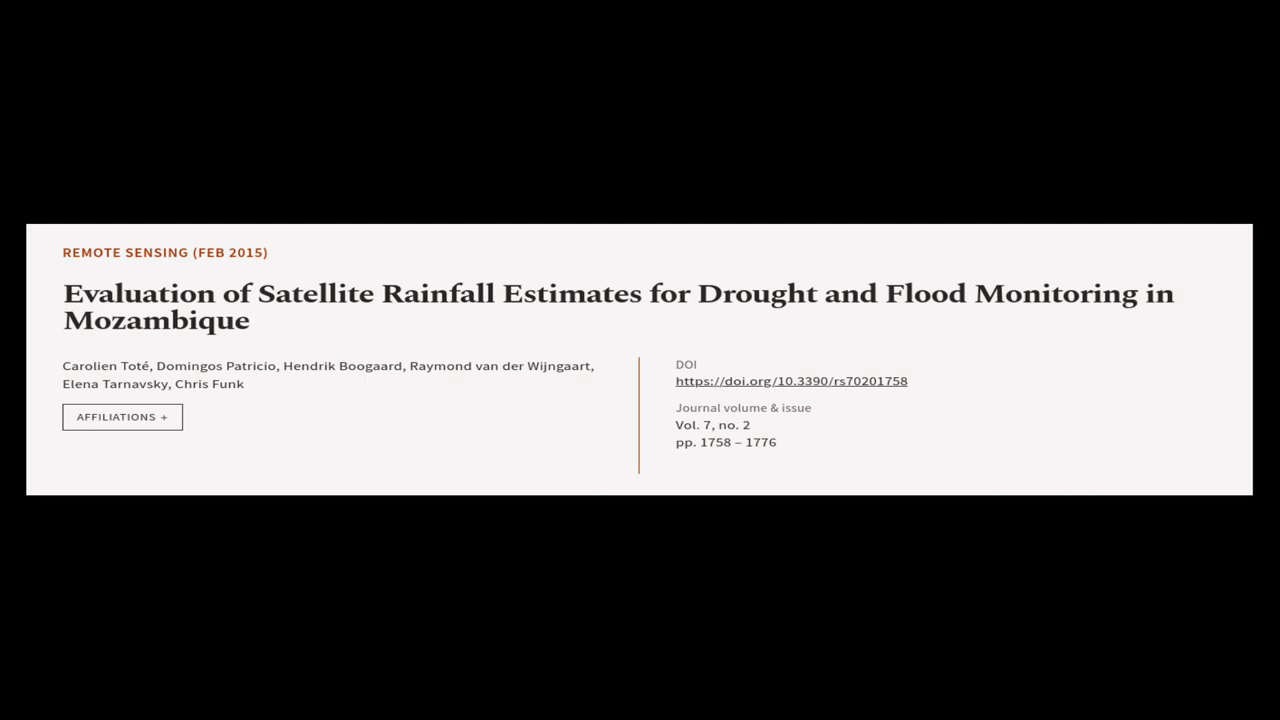 REMOTE SENSING (FEB 2015)
Evaluation of Satellite Rainfall Estimates for Drought and Flood Monitoring in
Mozambique
Carolien Toté, Domingos Patricio, Hendrik Boogaard, Raymond van der Wijngaart,
Elena Tarnavsky, Chris Funk
AFFILIATIONS +
DOI
https://doi.org/10.3390/rs70201758
Journal volume & issue
Vol. 7, no. 2
pp. 1758 – 1776